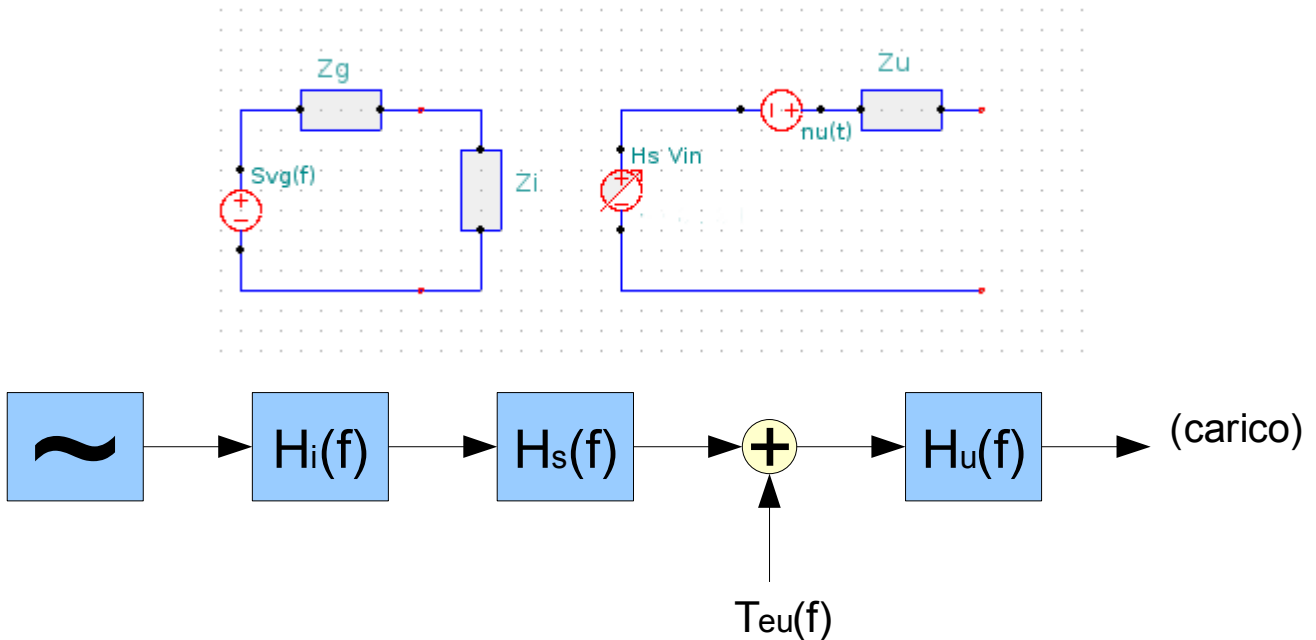 Zg
Zu
Svg(f)
Zi
Hs Vin
nu(t)
~
Hi(f)
Hs(f)
+
Hu(f)
(carico)
Teu(f)